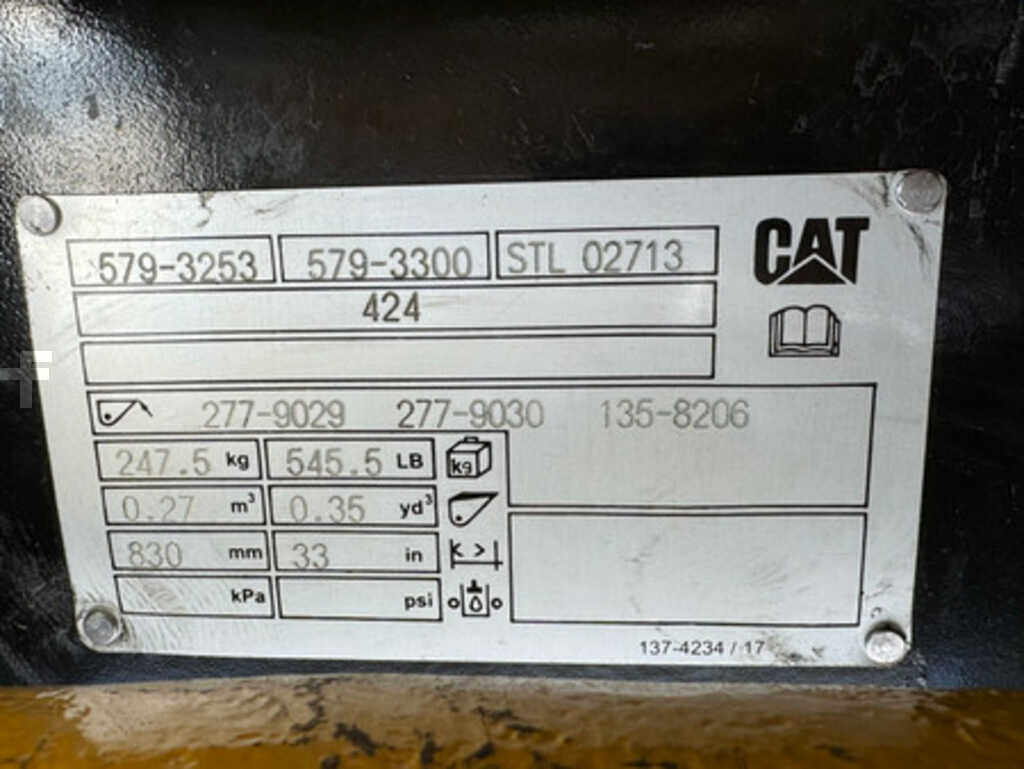 579-3253 579-3300 STL 02713 CAT
424
277-9029 277-9030 135-8206
247.5 kg 545.5 LB kg
0.27 m³ 0.35 yd³
830 mm 33 in
kPa psi
137-4234 / 17